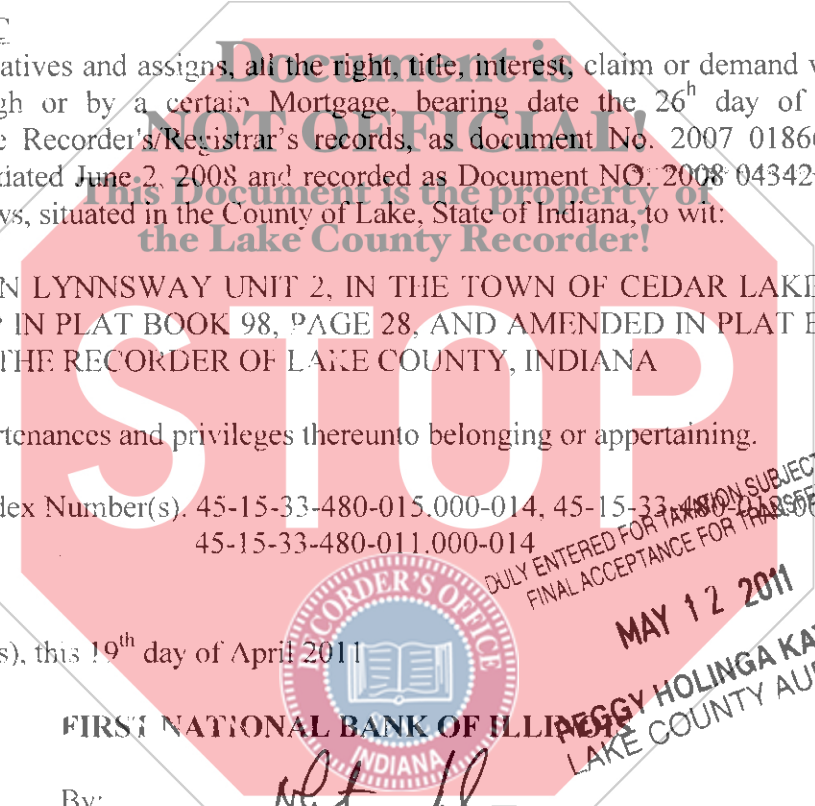 C
atives and assigns, all the right, title, interest, claim or demand
gh or by a certain Mortgage, bearing date the 26h day of
e Recorder's/Registrar's records, as document No. 2007 0186
dated June 2, 2008 and recorded as Document NO. 2008 04342
ws, situated in the County of Lake, State of Indiana, to wit:
Document is
NOT OFFICIAL!
This Document is the property of
the Lake County Recorder!
N LYNNSWAY UNIT 2, IN THE TOWN OF CEDAR LAKE
IN PLAT BOOK 98, PAGE 28, AND AMENDED IN PLAT
THE RECORDER OF LAKE COUNTY, INDIANA
STOP
rtenances and privileges thereunto belonging or appertaining.
dex Number(s). 45-15-33-480-015.000-014, 45-15-33-480-
45-15-33-480-011.000-014
DULY ENTERED FOR TAXATION SUBJECT
FINAL ACCEPTANCE FOR TRANSFER
MAY 12 2011
PEGGY HOLINGA KAT
LAKE COUNTY AU
RECORDER'S OFFICE
INDIANA
s), this 19th day of April 2011
FIRST NATIONAL BANK OF ILLINOIS
By: